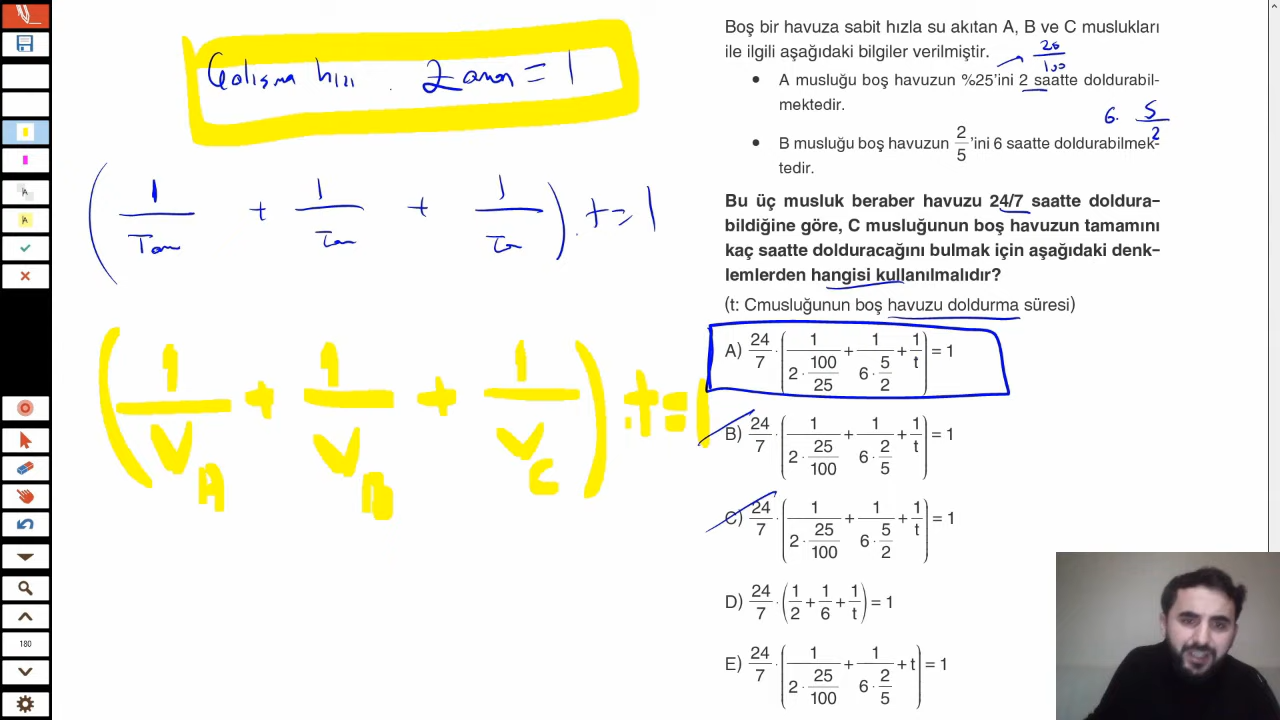 Çalışma hızı . Zaman = 1
( 1/Tam + 1/Tam + 1/Ta ) . t = 1
( 1/VA + 1/VB + 1/VC ) . t = 1
Boş bir havuza sabit hızla su akıtan A, B ve C muslukları
ile ilgili aşağıdaki bilgiler verilmiştir.
• A musluğu boş havuzun %25'ini 2 saatte doldurabil-
mektedir.
6. 5/2
• B musluğu boş havuzun 2/5'ini 6 saatte doldurabilmek-
tedir.
Bu üç musluk beraber havuzu 24/7 saatte doldura-
bildiğine göre, C musluğunun boş havuzun tamamını
kaç saatte dolduracağını bulmak için aşağıdaki denk-
lemlerden hangisi kullanılmalıdır?
(t: Cmusluğunun boş havuzu doldurma süresi)
A) 24/7 · ( 1/(2 · 100/25) + 1/(6 · 5/2) + 1/t ) = 1
B) 24/7 · ( 1/(2 · 25/100) + 1/(6 · 2/5) + 1/t ) = 1
C) 24/7 · ( 1/(2 · 25/100) + 1/(6 · 5/2) + 1/t ) = 1
D) 24/7 · ( 1/2 + 1/6 + 1/t ) = 1
E) 24/7 · ( 1/(2 · 25/100) + 1/(6 · 2/5) + t ) = 1
180